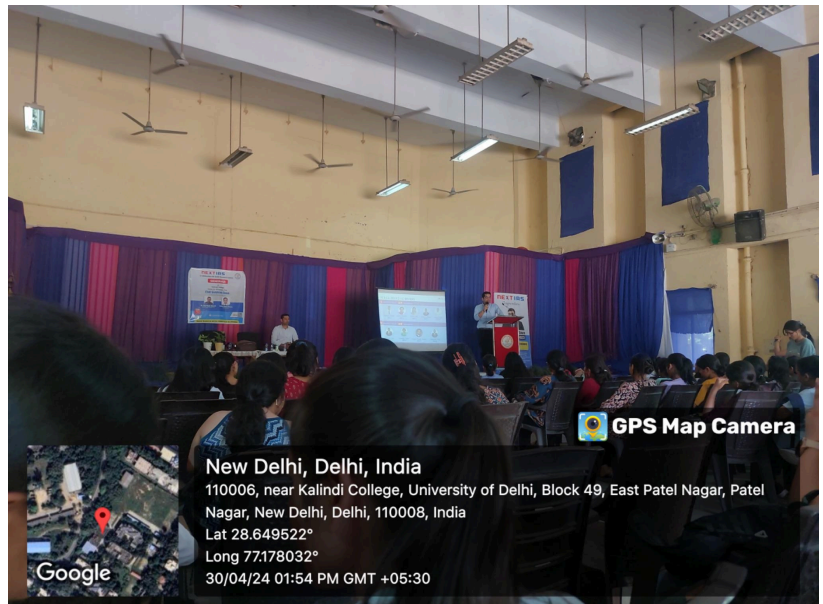 NEXT IAS
NEXT IAS
GPS Map Camera
New Delhi, Delhi, India
110006, near Kalindi College, University of Delhi, Block 49, East Patel Nagar, Patel
Nagar, New Delhi, Delhi, 110008, India
Lat 28.649522°
Long 77.178032°
30/04/24 01:54 PM GMT +05:30
Google